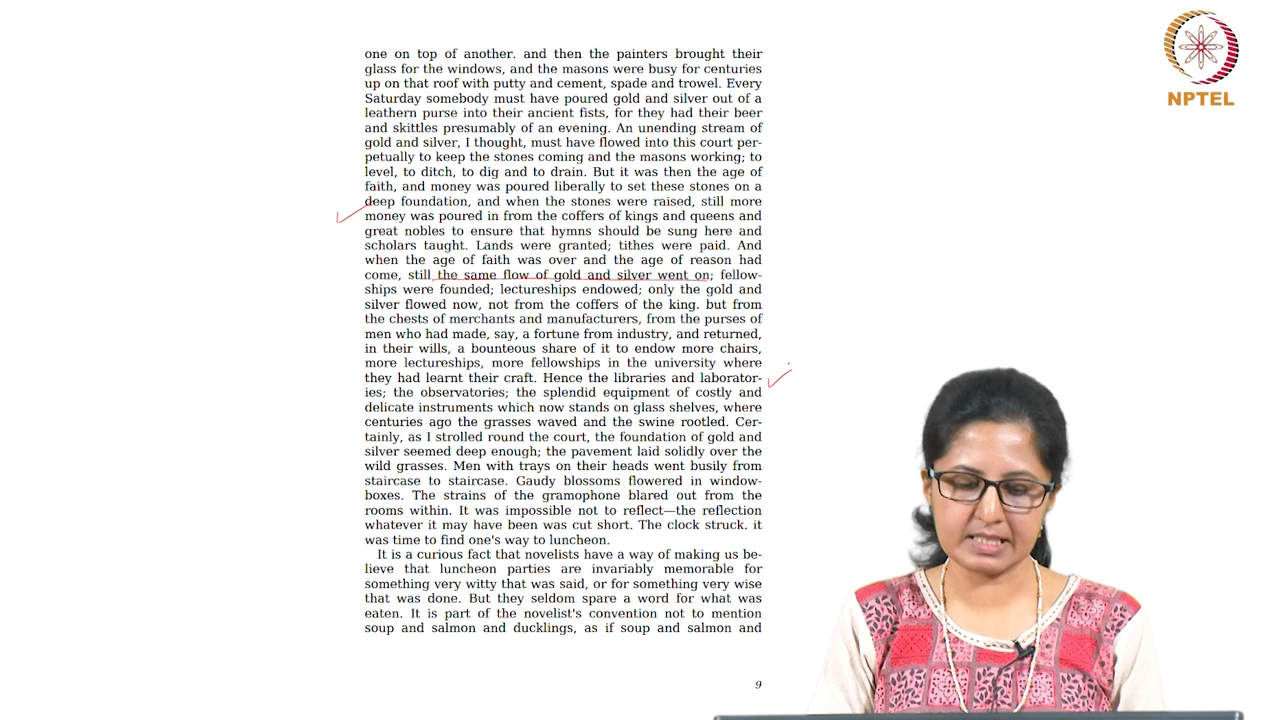 one on top of another. and then the painters brought their
glass for the windows, and the masons were busy for centuries
up on that roof with putty and cement, spade and trowel. Every
Saturday somebody must have poured gold and silver out of a
leathern purse into their ancient fists, for they had their beer
and skittles presumably of an evening. An unending stream of
gold and silver, I thought, must have flowed into this court per-
petually to keep the stones coming and the masons working; to
level, to ditch, to dig and to drain. But it was then the age of
faith, and money was poured liberally to set these stones on a
deep foundation, and when the stones were raised, still more
money was poured in from the coffers of kings and queens and
great nobles to ensure that hymns should be sung here and
scholars taught. Lands were granted; tithes were paid. And
when the age of faith was over and the age of reason had
come, still the same flow of gold and silver went on; fellow-
ships were founded; lectureships endowed; only the gold and
silver flowed now, not from the coffers of the king. but from
the chests of merchants and manufacturers, from the purses of
men who had made, say, a fortune from industry, and returned,
in their wills, a bounteous share of it to endow more chairs,
more lectureships, more fellowships in the university where
they had learnt their craft. Hence the libraries and laborator-
ies; the observatories; the splendid equipment of costly and
delicate instruments which now stands on glass shelves, where
centuries ago the grasses waved and the swine rootled. Cer-
tainly, as I strolled round the court, the foundation of gold and
silver seemed deep enough; the pavement laid solidly over the
wild grasses. Men with trays on their heads went busily from
staircase to staircase. Gaudy blossoms flowered in window-
boxes. The strains of the gramophone blared out from the
rooms within. It was impossible not to reflect—the reflection
whatever it may have been was cut short. The clock struck. it
was time to find one's way to luncheon.
It is a curious fact that novelists have a way of making us be-
lieve that luncheon parties are invariably memorable for
something very witty that was said, or for something very wise
that was done. But they seldom spare a word for what was
eaten. It is part of the novelist's convention not to mention
soup and salmon and ducklings, as if soup and salmon and
9
NPTEL